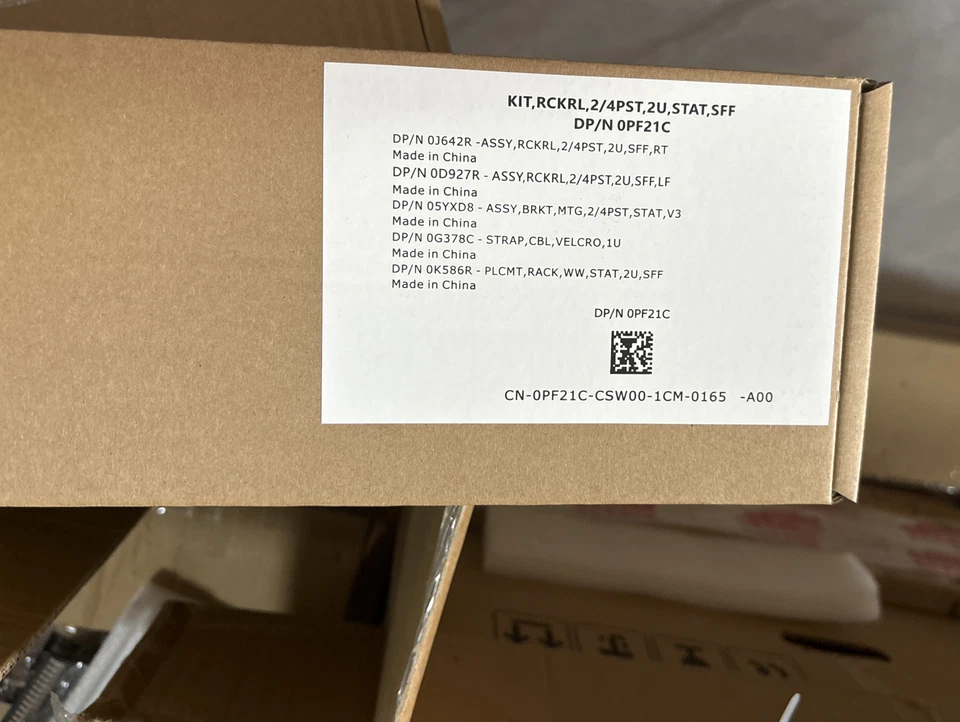 KIT,RCKRL,2/4PST,2U,STAT,SFF
DP/N 0PF21C
DP/N 0J642R -ASSY,RCKRL,2/4PST,2U,SFF,RT
Made in China
DP/N 0D927R - ASSY,RCKRL,2/4PST,2U,SFF,LF
Made in China
DP/N 05YXD8 - ASSY,BRKT,MTG,2/4PST,STAT,V3
Made in China
DP/N 0G378C - STRAP,CBL,VELCRO,1U
Made in China
DP/N 0K586R - PLCMT,RACK,WW,STAT,2U,SFF
Made in China
DP/N 0PF21C
CN-0PF21C-CSW00-1CM-0165 -A00